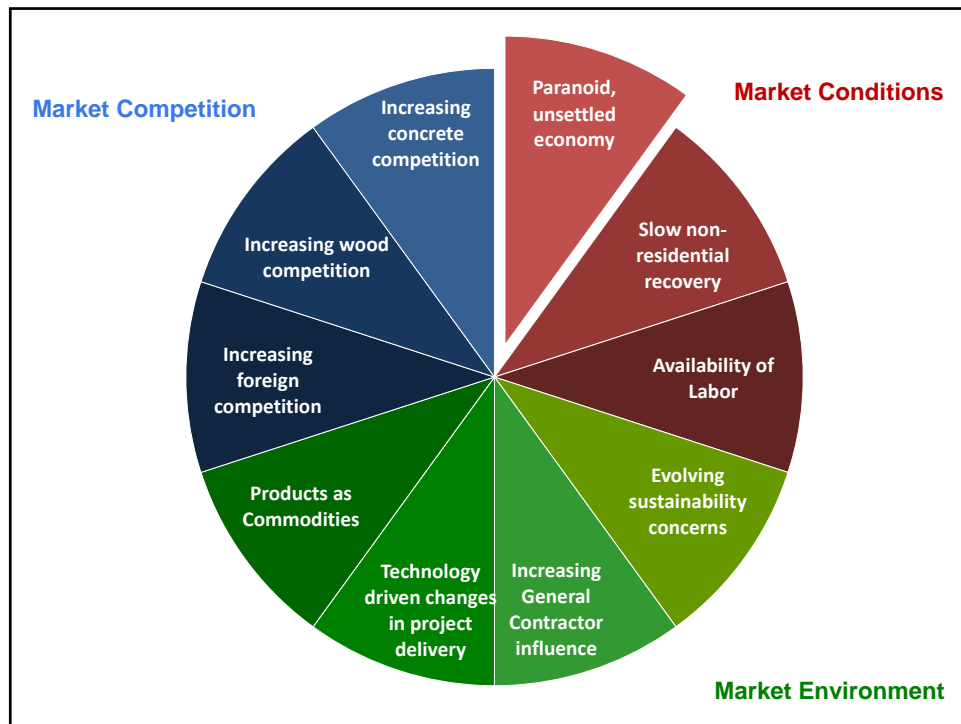 Market Competition
Market Conditions
Paranoid,
unsettled
economy
Slow non-
residential
recovery
Availability of
Labor
Evolving
sustainability
concerns
Increasing
General
Contractor
influence
Technology
driven changes
in project
delivery
Products as
Commodities
Increasing
foreign
competition
Increasing wood
competition
Increasing
concrete
competition
Market Environment